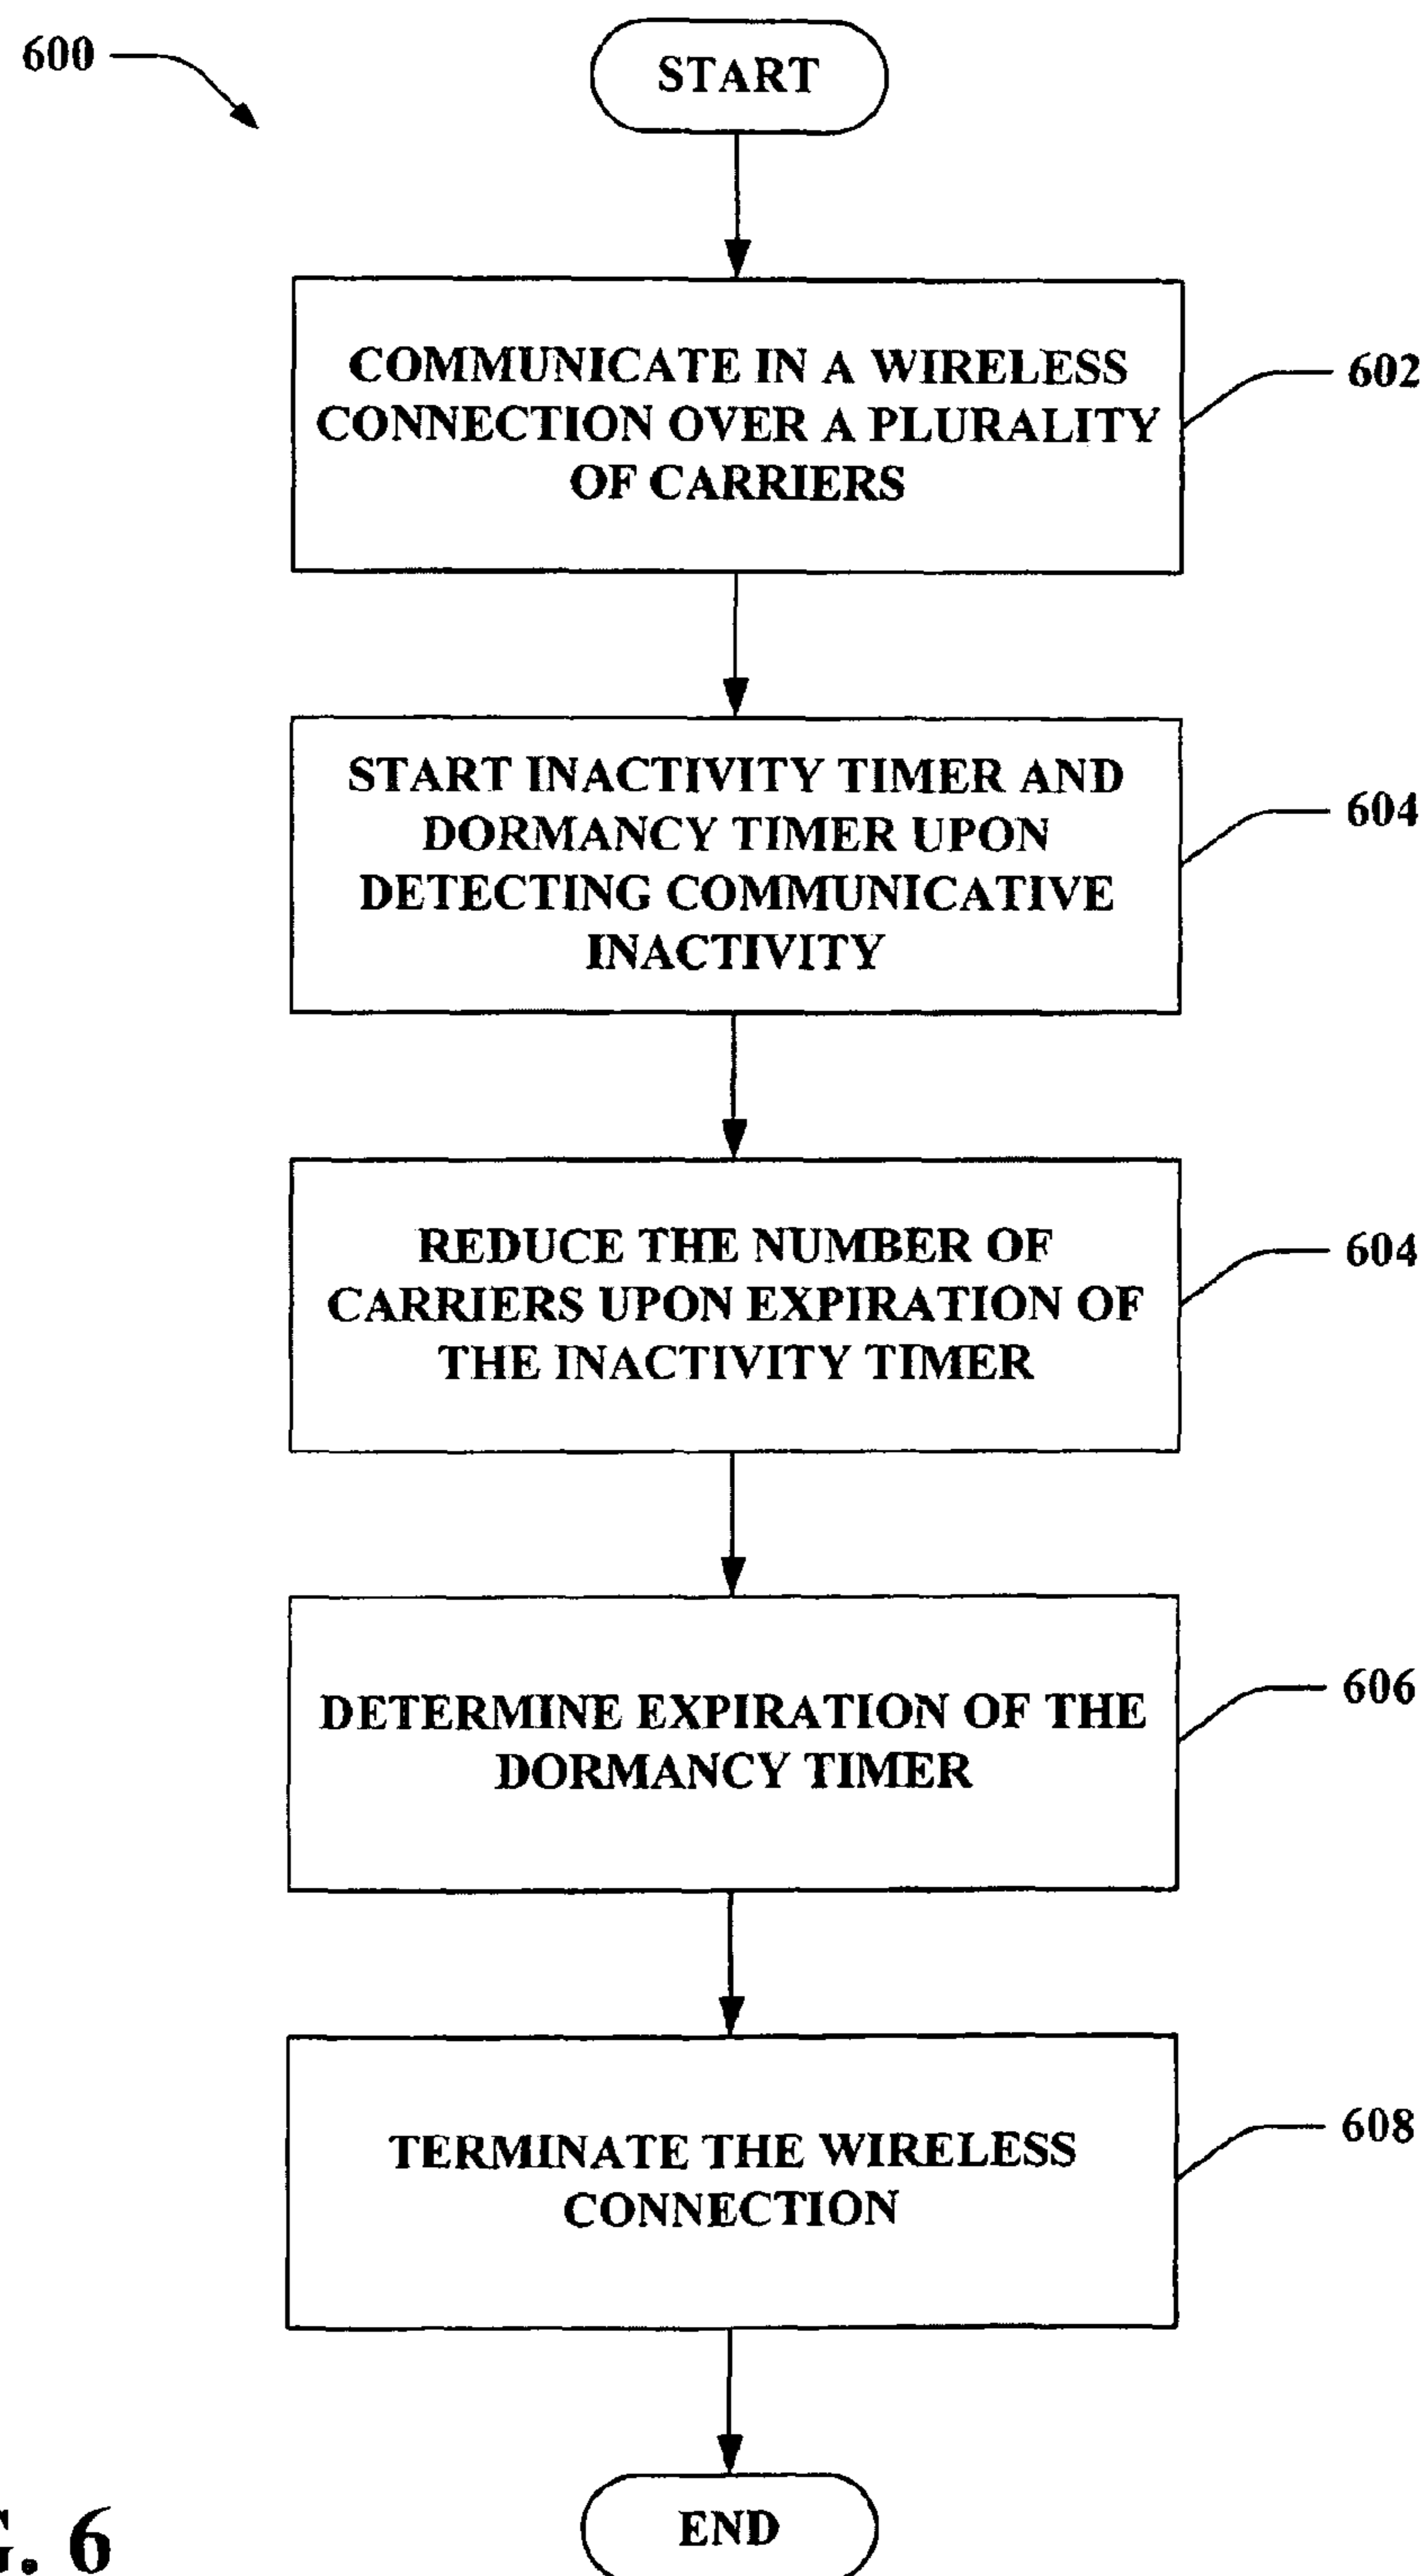 600
START
COMMUNICATE IN A WIRELESS
CONNECTION OVER A PLURALITY
OF CARRIERS
602
START INACTIVITY TIMER AND
DORMANCY TIMER UPON
DETECTING COMMUNICATIVE
INACTIVITY
604
REDUCE THE NUMBER OF
CARRIERS UPON EXPIRATION OF
THE INACTIVITY TIMER
604
DETERMINE EXPIRATION OF THE
DORMANCY TIMER
606
TERMINATE THE WIRELESS
CONNECTION
608
END
G. 6